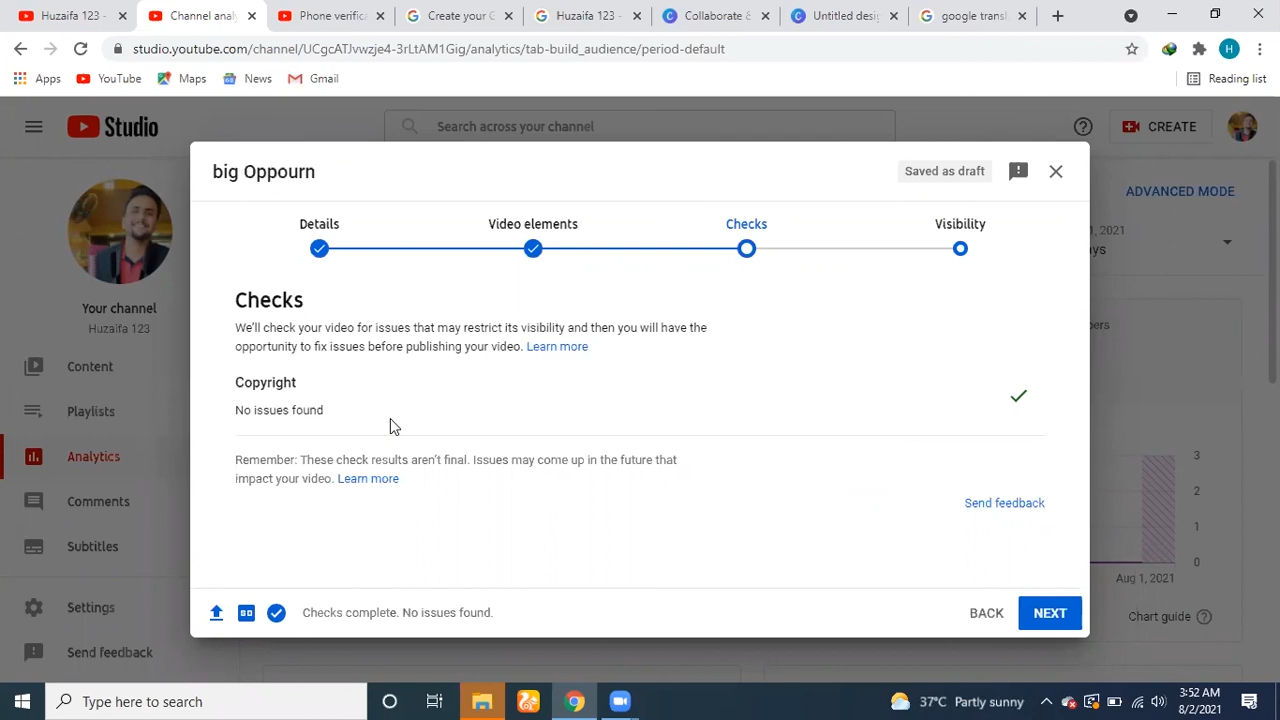 Huzaifa 123 -
Channel analy
Phone verific
Create your G
Huzaifa 123 -
Collaborate &
Untitled desig
google transl
studio.youtube.com/channel/UCgcATJvwzje4-3rLtAM1Gig/analytics/tab-build_audience/period-default
H
Apps
YouTube
Maps
News
Gmail
Reading list
Studio
Search across your channel
CREATE
big Oppourn
Saved as draft
ADVANCED MODE
Details
Video elements
Checks
Visibility
1, 2021
Checks
We'll check your video for issues that may restrict its visibility and then you will have the
opportunity to fix issues before publishing your video. Learn more
Your channel
Huzaifa 123
Content
Playlists
Analytics
Comments
Subtitles
Settings
Send feedback
Copyright
No issues found
Remember: These check results aren't final. Issues may come up in the future that
impact your video. Learn more
Send feedback
3
2
1
0
Aug 1, 2021
Chart guide
SD
Checks complete. No issues found.
BACK
NEXT
Type here to search
37°C Partly sunny
3:52 AM
8/2/2021